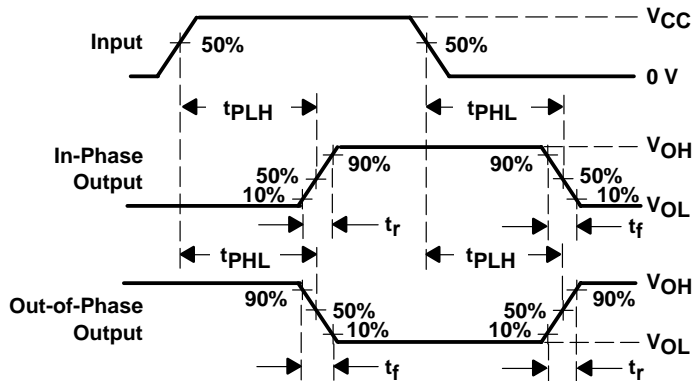 VCC
Input
50%
50%
0 V
tPLH
tPHL
In-Phase
Output
90%
90%
VOH
50%
50%
10%
10%
VOL
tr
tf
tPHL
tPLH
Out-of-Phase
Output
90%
90%
VOH
50%
50%
10%
10%
VOL
tf
tr